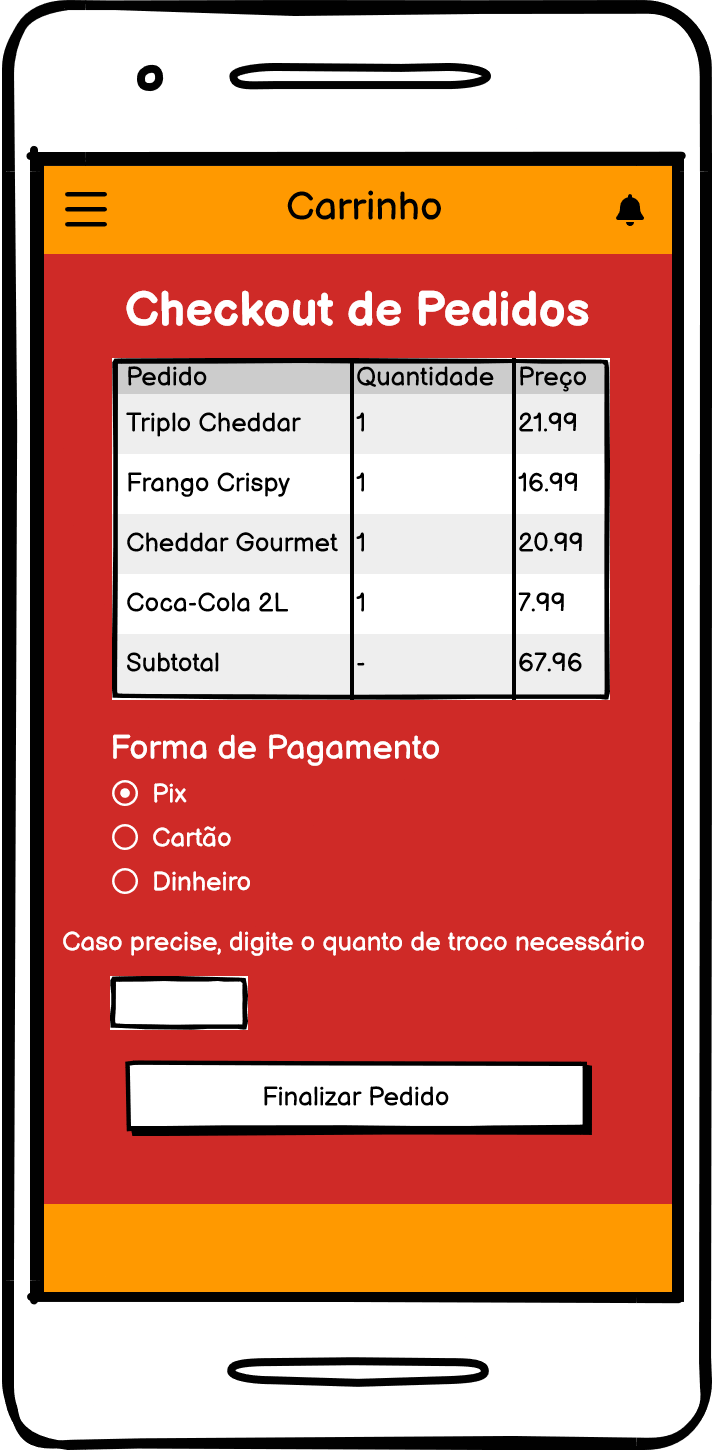 Carrinho
Checkout de Pedidos
Pedido Quantidade Preço
Triplo Cheddar 1 21.99
Frango Crispy 1 16.99
Cheddar Gourmet 1 20.99
Coca-Cola 2L 1 7.99
Subtotal - 67.96
Forma de Pagamento
Pix
Cartão
Dinheiro
Caso precise, digite o quanto de troco necessário
Finalizar Pedido